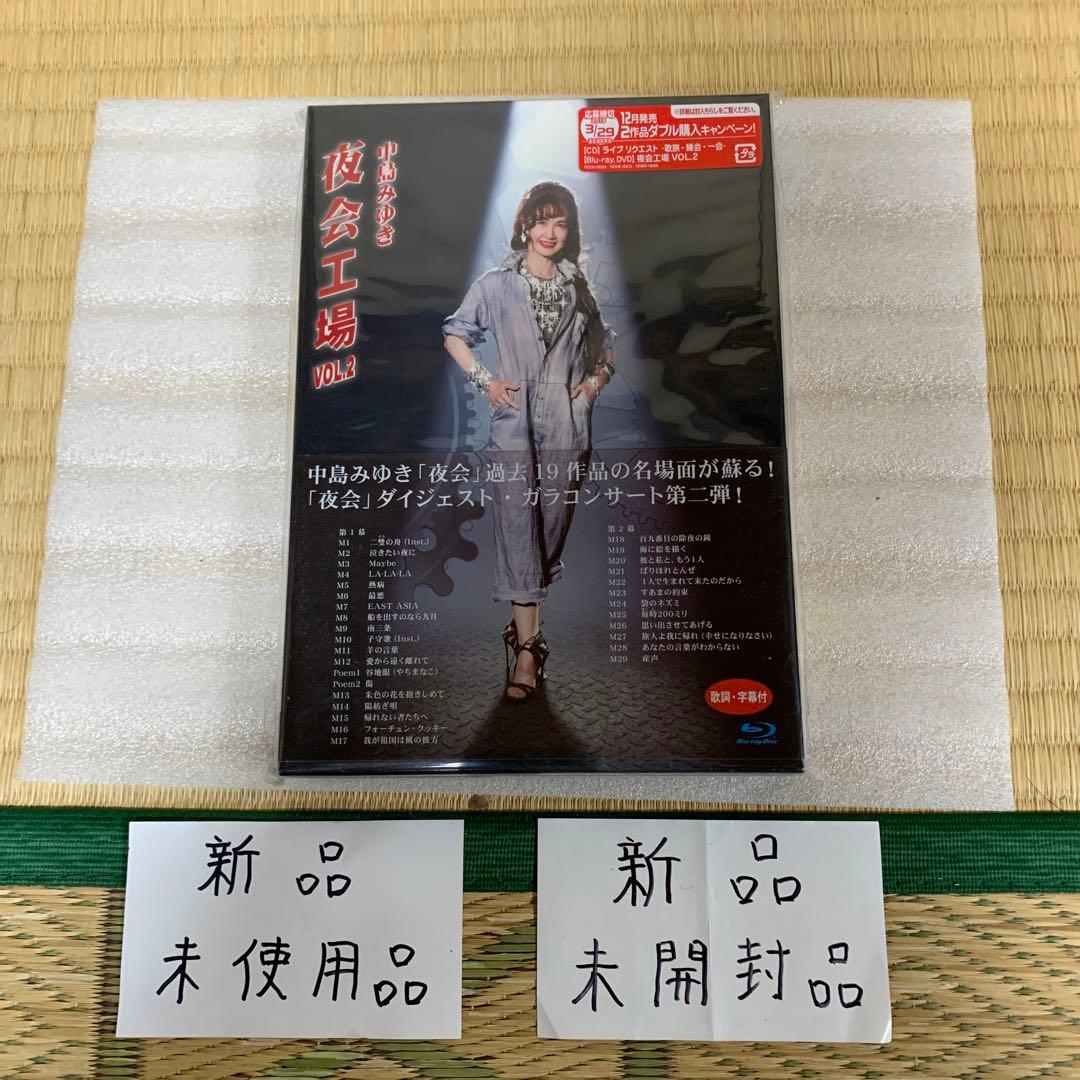 中島みゆき
夜会工場
VOL.2
応募締切
3/29
※詳細は封入ちらしをご覧ください。
12月発売
2作品ダブル購入キャンペーン!
[CD] ライブ リクエスト -歌旅・縁会・一会-
[Blu-ray, DVD] 夜会工場 VOL.2
プラ
中島みゆき「夜会」過去19作品の名場面が蘇る!
「夜会」ダイジェスト・ガラコンサート第二弾!
第1幕
M1 二隻の舟 (Inst.)
M2 泣きたい夜に
M3 Maybe
M4 LA-LA-LA
M5 熱病
M6 最悪
M7 EAST ASIA
M8 船を出すのなら九月
M9 南三条
M10 子守歌 (Inst.)
M11 羊の言葉
M12 愛から遠く離れて
Poem1 谷地眼 (やちまなこ)
Poem2 傷
M13 朱色の花を抱きしめて
M14 陽紡ぎ唄
M15 帰れない者たちへ
M16 フォーチュン・クッキー
M17 我が祖国は風の彼方
第2幕
M18 百九番目の除夜の鐘
M19 海に絵を描く
M20 彼と私と、もう1人
M21 ばりほれとんぜ
M22 1人で生まれて来たのだから
M23 すあまの約束
M24 袋のネズミ
M25 毎時200ミリ
M26 思い出させてあげる
M27 旅人よ我に帰れ (幸せになりなさい)
M28 あなたの言葉がわからない
M29 産声
歌詞・字幕付
Blu-ray Disc
新品
未使用品
新品
未開封品